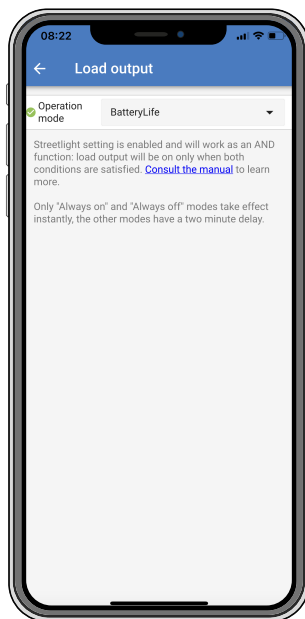 08:22
Load output
Operation mode
BatteryLife
Streetlight setting is enabled and will work as an AND
function: load output will be on only when both
conditions are satisfied. Consult the manual to learn
more.
Only "Always on" and "Always off" modes take effect
instantly, the other modes have a two minute delay.